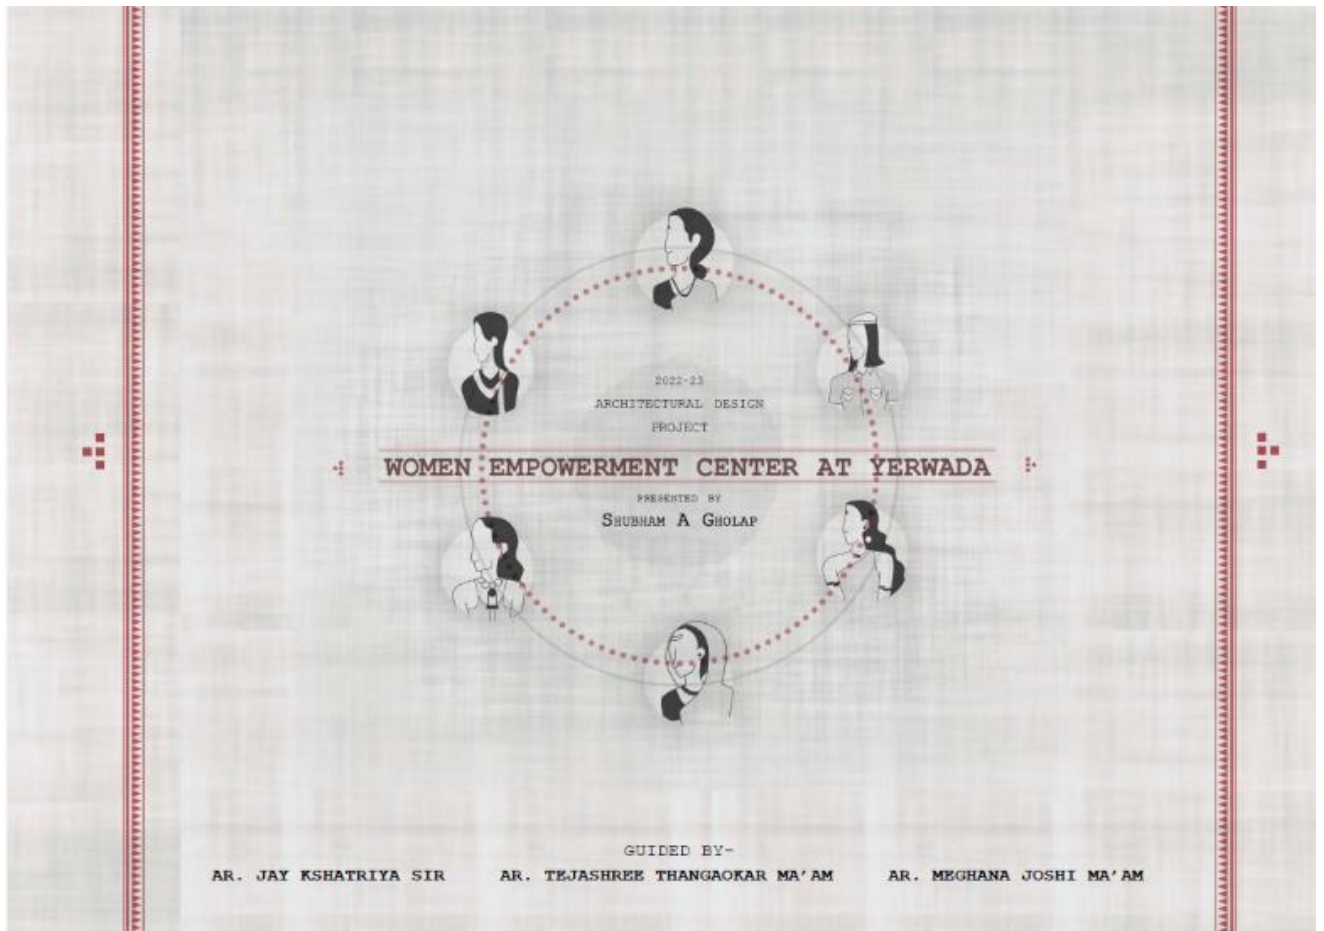 2022-23
ARCHITECTURAL DESIGN
PROJECT
WOMEN EMPOWERMENT CENTER AT YERWADA
PRESENTED BY
SHUBHAM A GHOLAP
GUIDED BY-
AR. JAY KSHATRIYA SIR AR. TEJASHREE THANGAOKAR MA'AM AR. MEGHANA JOSHI MA'AM